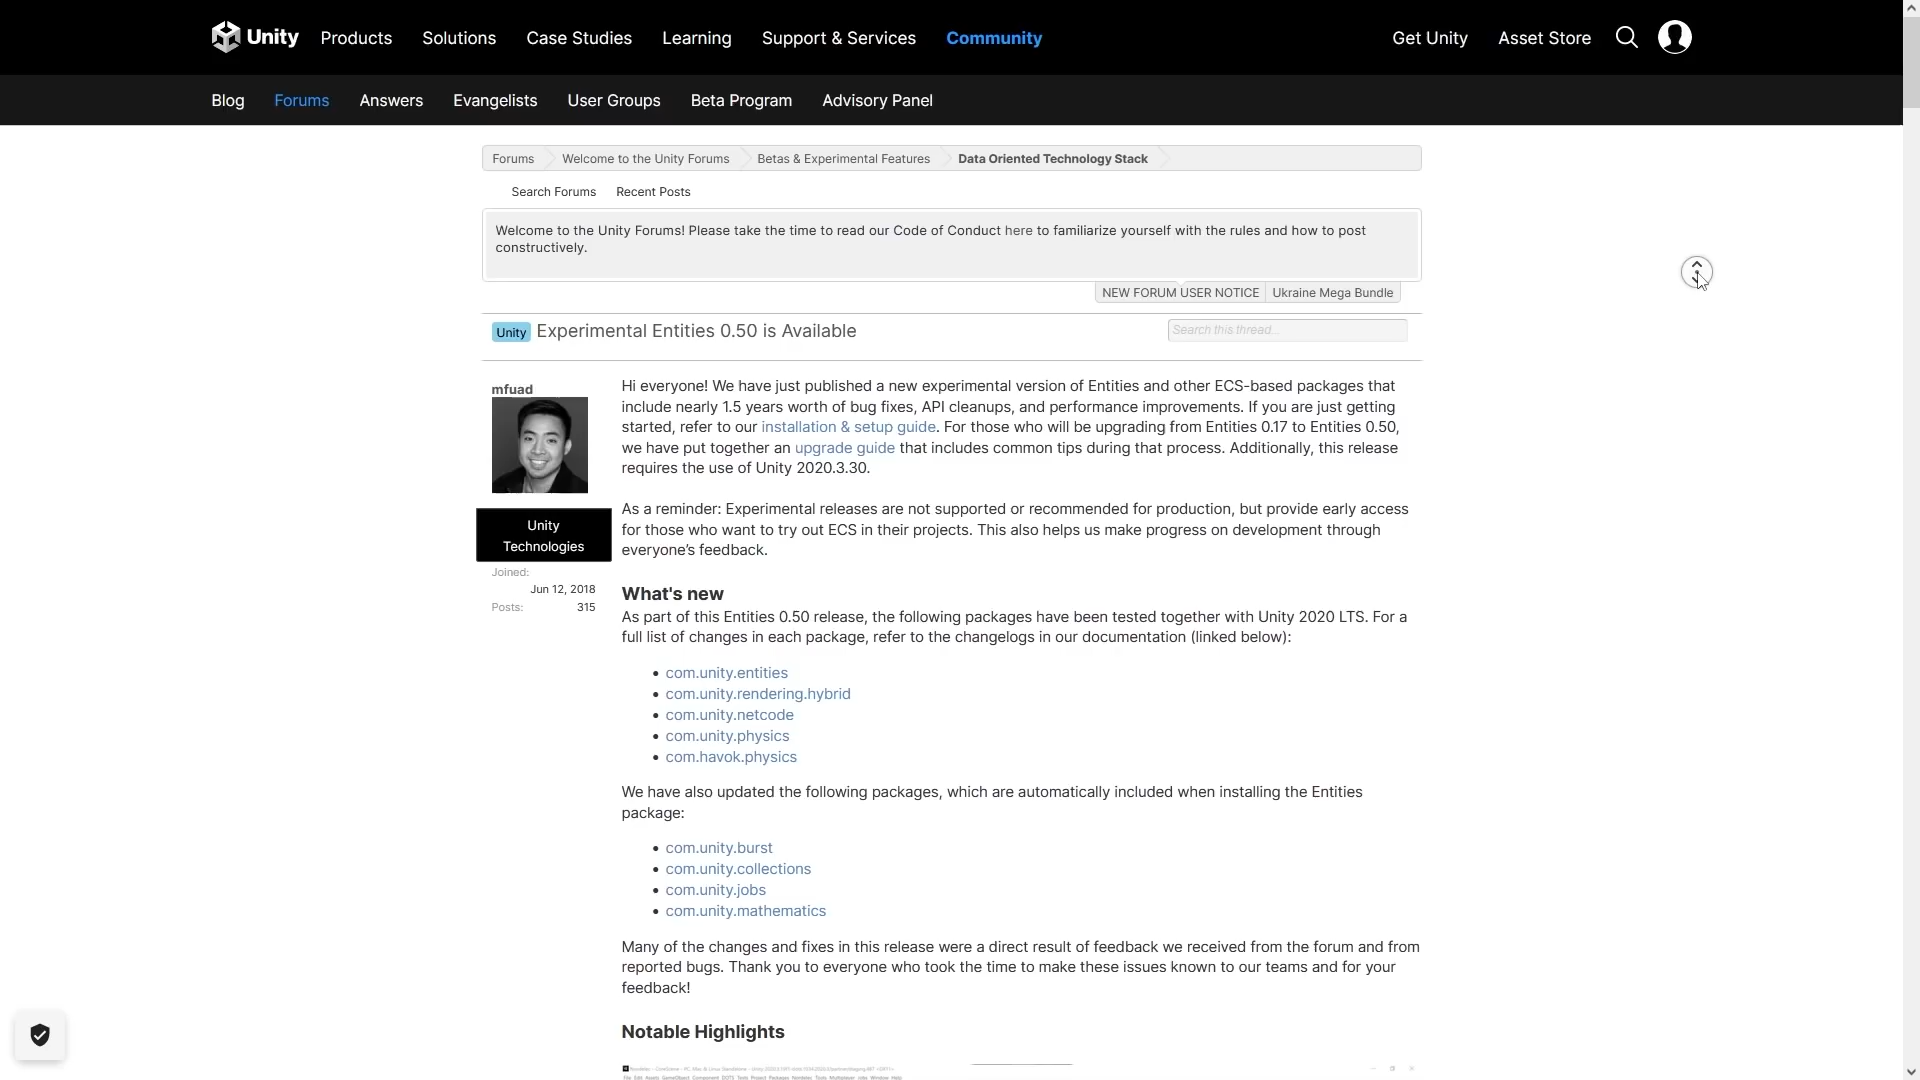 Unity Products Solutions Case Studies Learning Support & Services Community Get Unity Asset Store
Blog Forums Answers Evangelists User Groups Beta Program Advisory Panel
Forums Welcome to the Unity Forums Betas & Experimental Features Data Oriented Technology Stack
Search Forums Recent Posts
Welcome to the Unity Forums! Please take the time to read our Code of Conduct here to familiarize yourself with the rules and how to post
constructively.
NEW FORUM USER NOTICE Ukraine Mega Bundle
Unity Experimental Entities 0.50 is Available Search this thread...
mfuad
Unity
Technologies
Joined:
Jun 12, 2018
Posts: 315
Hi everyone! We have just published a new experimental version of Entities and other ECS-based packages that
include nearly 1.5 years worth of bug fixes, API cleanups, and performance improvements. If you are just getting
started, refer to our installation & setup guide. For those who will be upgrading from Entities 0.17 to Entities 0.50,
we have put together an upgrade guide that includes common tips during that process. Additionally, this release
requires the use of Unity 2020.3.30.
As a reminder: Experimental releases are not supported or recommended for production, but provide early access
for those who want to try out ECS in their projects. This also helps us make progress on development through
everyone's feedback.
What's new
As part of this Entities 0.50 release, the following packages have been tested together with Unity 2020 LTS. For a
full list of changes in each package, refer to the changelogs in our documentation (linked below):
• com.unity.entities
• com.unity.rendering.hybrid
• com.unity.netcode
• com.unity.physics
• com.havok.physics
We have also updated the following packages, which are automatically included when installing the Entities
package:
• com.unity.burst
• com.unity.collections
• com.unity.jobs
• com.unity.mathematics
Many of the changes and fixes in this release were a direct result of feedback we received from the forum and from
reported bugs. Thank you to everyone who took the time to make these issues known to our teams and for your
feedback!
Notable Highlights
File Edit Assets GameObject Component DOTS Tools